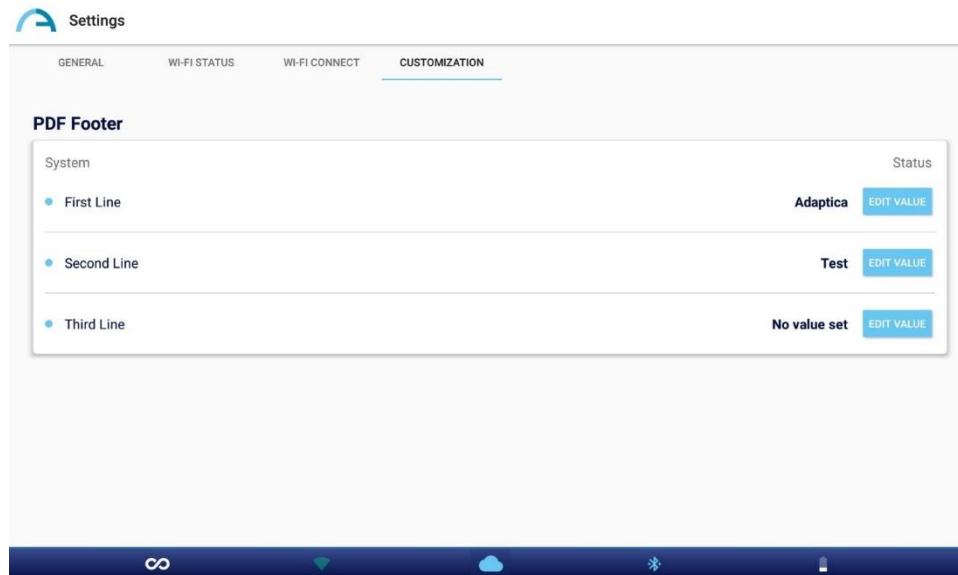 Settings
GENERAL WI-FI STATUS WI-FI CONNECT CUSTOMIZATION
PDF Footer
System Status
First Line Adaptica EDIT VALUE
Second Line Test EDIT VALUE
Third Line No value set EDIT VALUE